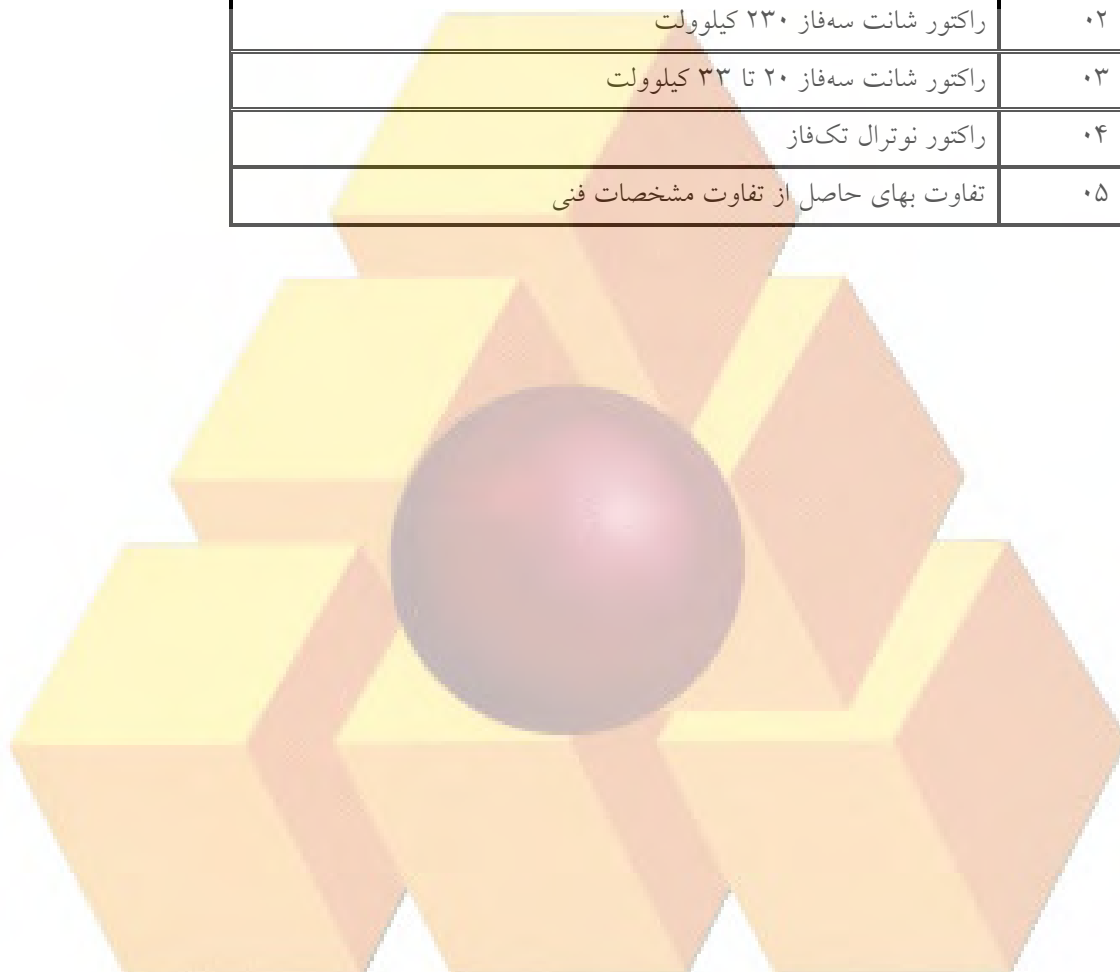 ۰۲ راکتور شانت سه‌فاز ۲۳۰ کیلوولت
۰۳ راکتور شانت سه‌فاز ۲۰ تا ۳۳ کیلوولت
۰۴ راکتور نوترال تک‌فاز
۰۵ تفاوت بهای حاصل از تفاوت مشخصات فنی